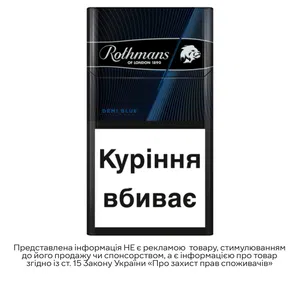 Rothmans
OF LONDON 1890
DEMI BLUE
Куріння
вбиває
Представлена інформація НЕ є рекламою товару, стимулюванням
до його продажу чи спонсорством, а є інформацією про товар
згідно із ст. 15 Закону України «Про захист прав споживачів»